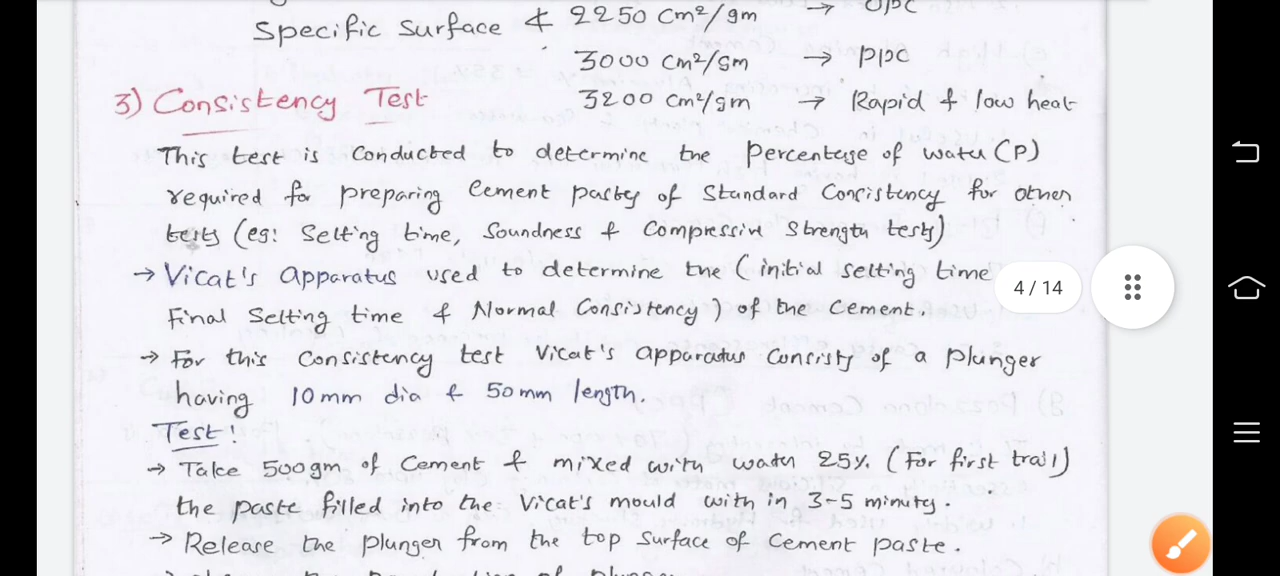 Specific Surface ≮ 2250 cm²/gm → OPC
3000 cm²/gm → PPC
3) Consistency Test 3200 cm²/gm → Rapid & low heat
This test is conducted to determine the percentage of water (P)
required for preparing cement pastes of Standard Consistency for other
tests (eg: Setting time, Soundness & Compressive Strength tests)
→ Vicat's apparatus used to determine the (initial setting time
4 / 14
Final Setting time & Normal Consistency) of the Cement.
→ For this Consistency test Vicat's apparatus consists of a plunger
having 10mm dia & 50mm length.
Test!
→ Take 500gm of Cement & mixed with water 25%. (For first trail)
the paste filled into the Vicat's mould with in 3-5 minuts.
→ Release the plunger from the top surface of cement paste.